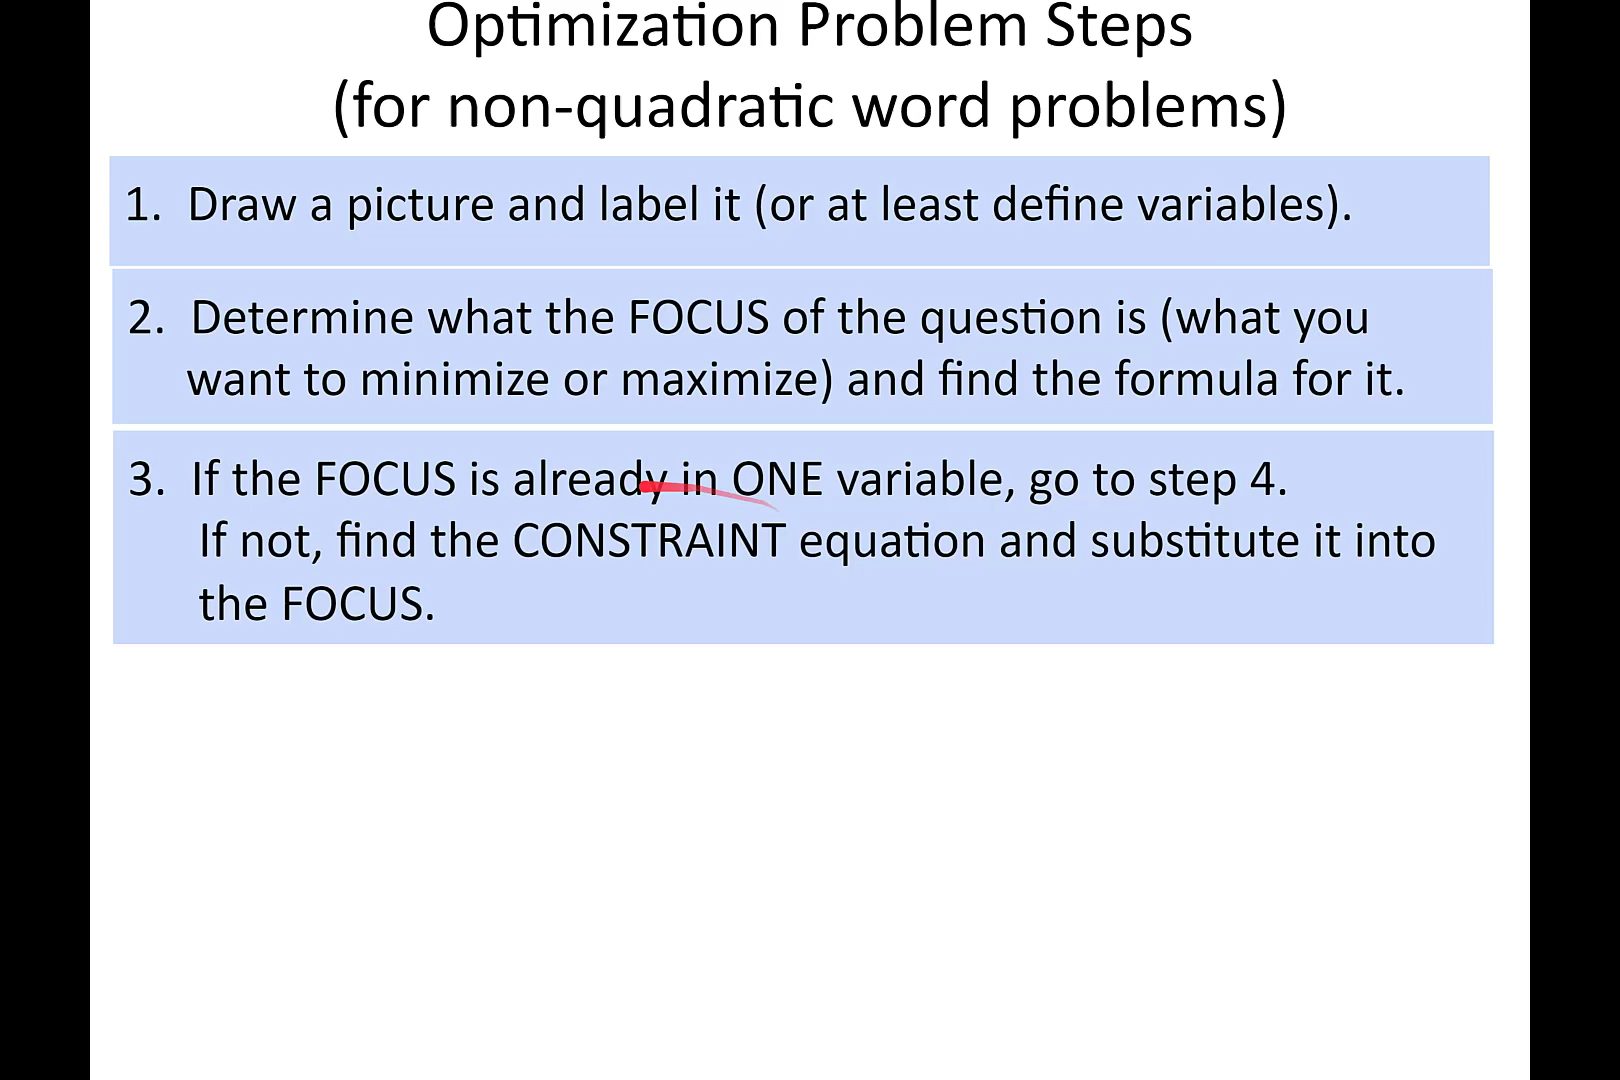 Optimization Problem Steps
(for non-quadratic word problems)
1. Draw a picture and label it (or at least define variables).
2. Determine what the FOCUS of the question is (what you
want to minimize or maximize) and find the formula for it.
3. If the FOCUS is already in ONE variable, go to step 4.
If not, find the CONSTRAINT equation and substitute it into
the FOCUS.